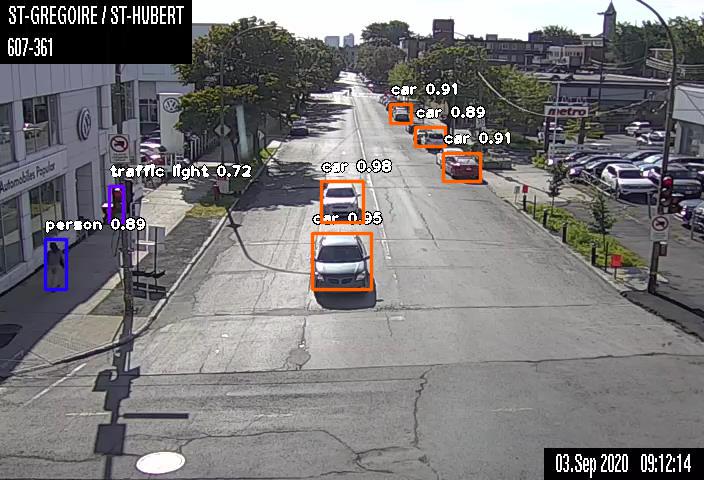 ST-GREGOIRE / ST-HUBERT
607-361
car 0.91
car 0.89
car 0.91
traffic light 0.72
car 0.98
person 0.89
car 0.95
metro
Automobiles Popular
03.Sep 2020 09:12:14